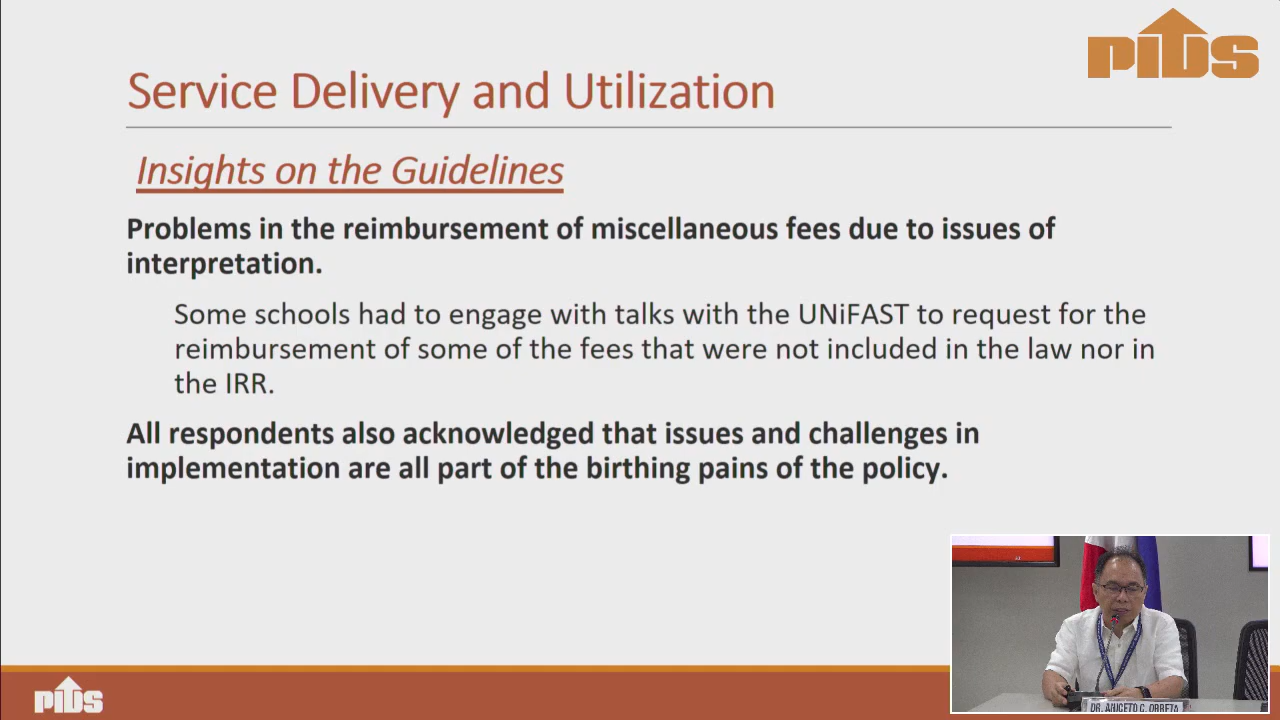 PIDS
Service Delivery and Utilization
Insights on the Guidelines
Problems in the reimbursement of miscellaneous fees due to issues of
interpretation.
Some schools had to engage with talks with the UNiFAST to request for the
reimbursement of some of the fees that were not included in the law nor in
the IRR.
All respondents also acknowledged that issues and challenges in
implementation are all part of the birthing pains of the policy.
PIDS
DR. ANICETO C. ORBETA